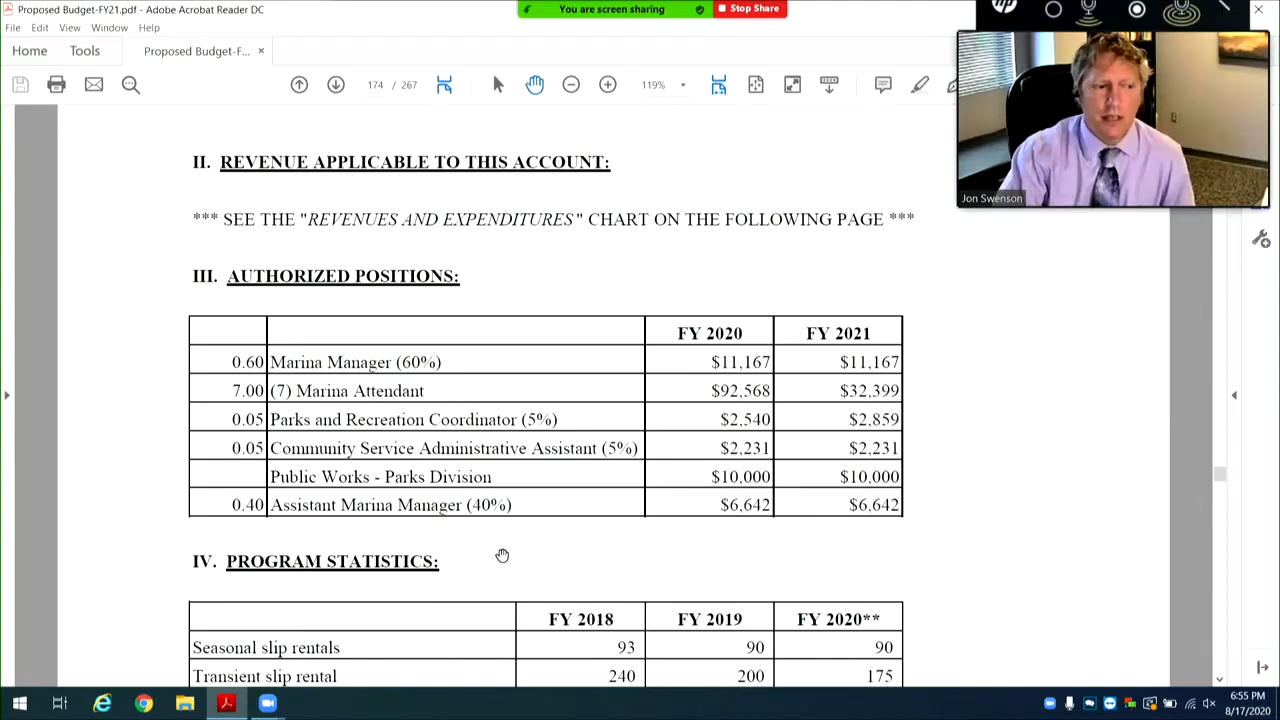 Proposed Budget-FY21.pdf - Adobe Acrobat Reader DC
You are screen sharing
Stop Share
hp
File Edit View Window Help
Home Tools Proposed Budget-F... ×
174 / 267 119%
II. REVENUE APPLICABLE TO THIS ACCOUNT:
*** SEE THE "REVENUES AND EXPENDITURES" CHART ON THE FOLLOWING PAGE ***
III. AUTHORIZED POSITIONS:
FY 2020 FY 2021
0.60 Marina Manager (60%) $11,167 $11,167
7.00 (7) Marina Attendant $92,568 $32,399
0.05 Parks and Recreation Coordinator (5%) $2,540 $2,859
0.05 Community Service Administrative Assistant (5%) $2,231 $2,231
Public Works - Parks Division $10,000 $10,000
0.40 Assistant Marina Manager (40%) $6,642 $6,642
IV. PROGRAM STATISTICS:
FY 2018 FY 2019 FY 2020**
Seasonal slip rentals 93 90 90
Transient slip rental 240 200 175
Jon Swenson
6:55 PM
8/17/2020